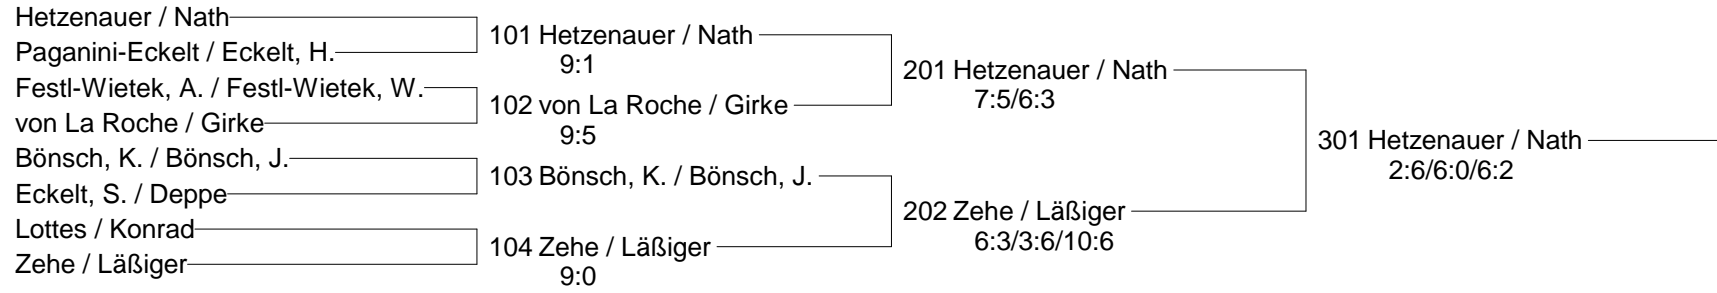 Hetzenauer / Nath
Paganini-Eckelt / Eckelt, H.
Festl-Wietek, A. / Festl-Wietek, W.
von La Roche / Girke
Bönsch, K. / Bönsch, J.
Eckelt, S. / Deppe
Lottes / Konrad
Zehe / Läßiger
101 Hetzenauer / Nath
9:1
102 von La Roche / Girke
9:5
103 Bönsch, K. / Bönsch, J.
104 Zehe / Läßiger
9:0
201 Hetzenauer / Nath
7:5/6:3
202 Zehe / Läßiger
6:3/3:6/10:6
301 Hetzenauer / Nath
2:6/6:0/6:2